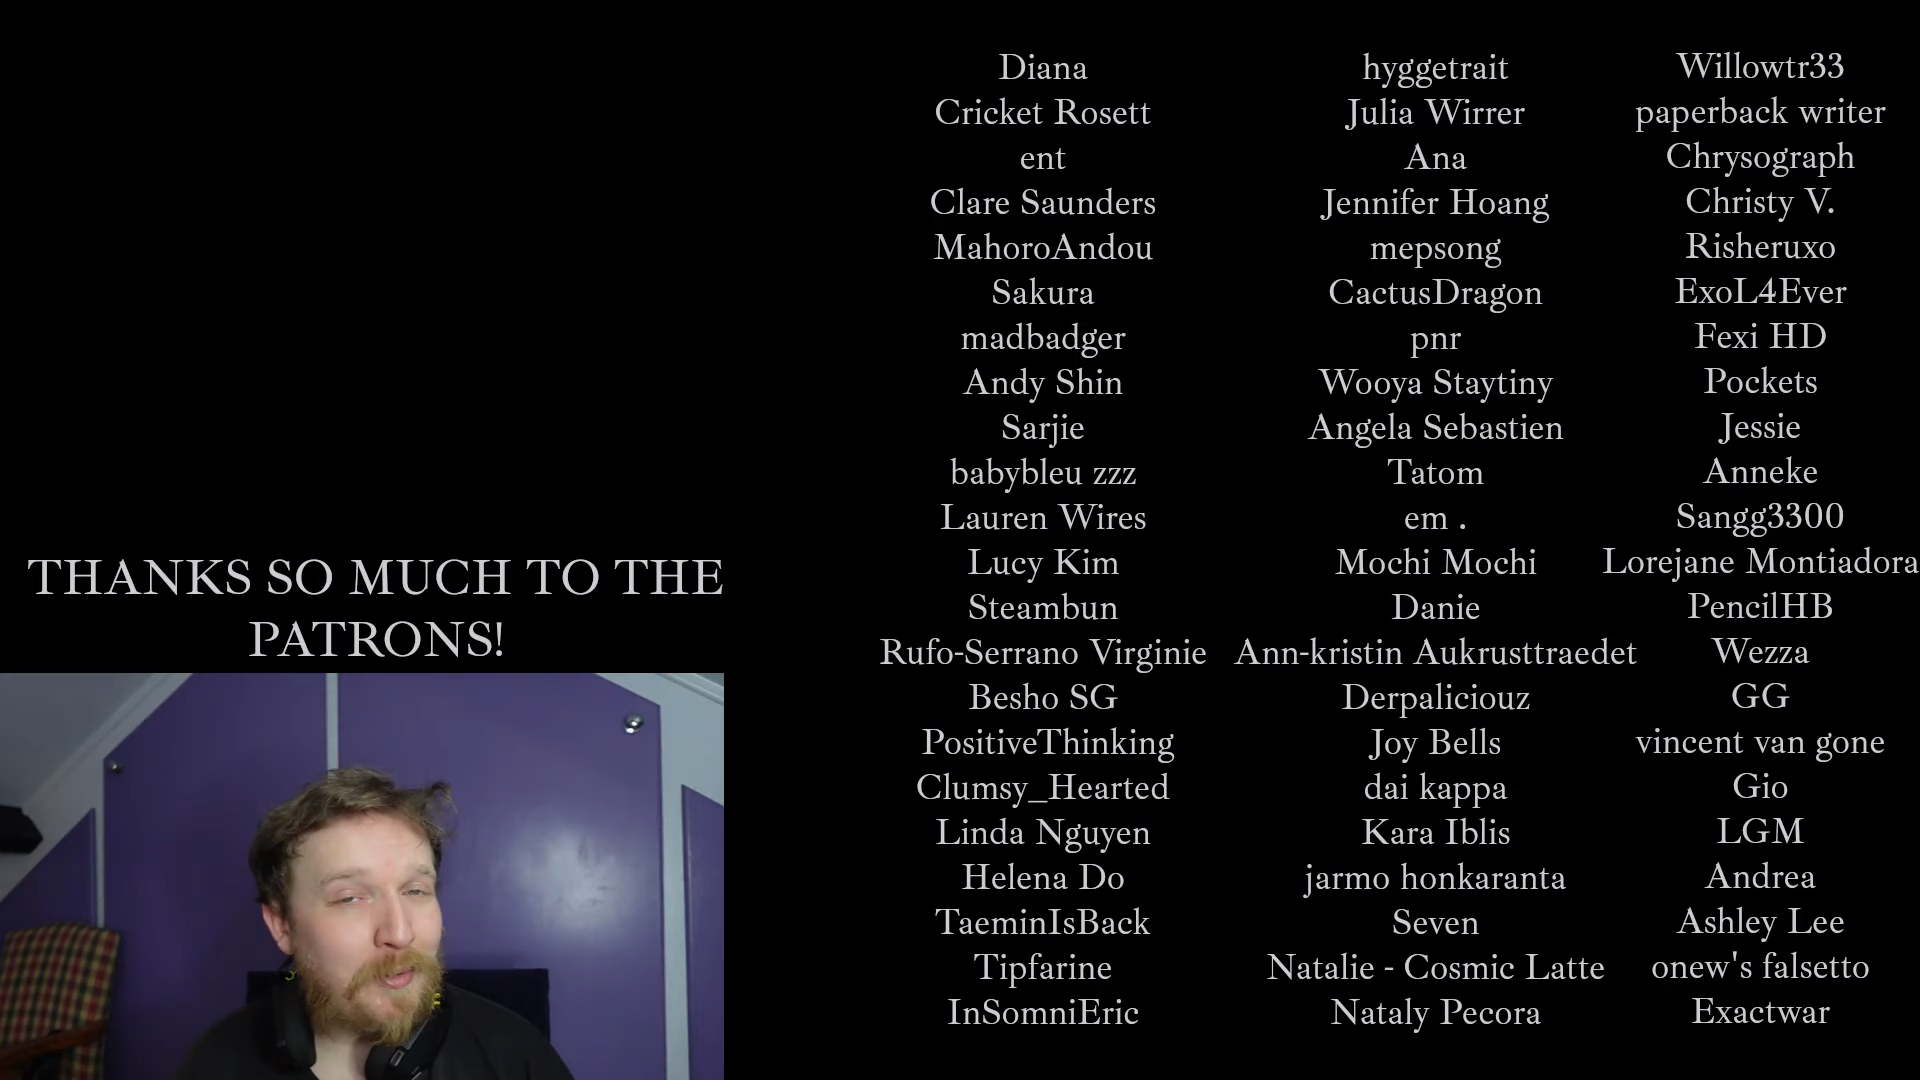 THANKS SO MUCH TO THE
PATRONS!
Diana
Cricket Rosett
ent
Clare Saunders
MahoroAndou
Sakura
madbadger
Andy Shin
Sarjie
babybleu zzz
Lauren Wires
Lucy Kim
Steambun
Rufo-Serrano Virginie
Besho SG
PositiveThinking
Clumsy_Hearted
Linda Nguyen
Helena Do
TaeminIsBack
Tipfarine
InSomniEric
hyggetrait
Julia Wirrer
Ana
Jennifer Hoang
mepsong
CactusDragon
pnr
Wooya Staytiny
Angela Sebastien
Tatom
em .
Mochi Mochi
Danie
Ann-kristin Aukrusttraedet
Derpaliciouz
Joy Bells
dai kappa
Kara Iblis
jarmo honkaranta
Seven
Natalie - Cosmic Latte
Nataly Pecora
Willowtr33
paperback writer
Chrysograph
Christy V.
Risheruxo
ExoL4Ever
Fexi HD
Pockets
Jessie
Anneke
Sangg3300
Lorejane Montiadora
PencilHB
Wezza
GG
vincent van gone
Gio
LGM
Andrea
Ashley Lee
onew's falsetto
Exactwar